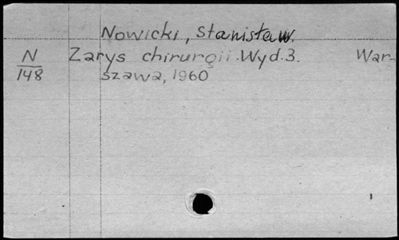 Nowicki, Stanisław.
N Zarys chirurgii. Wyd. 3. War-
148 szawa, 1960